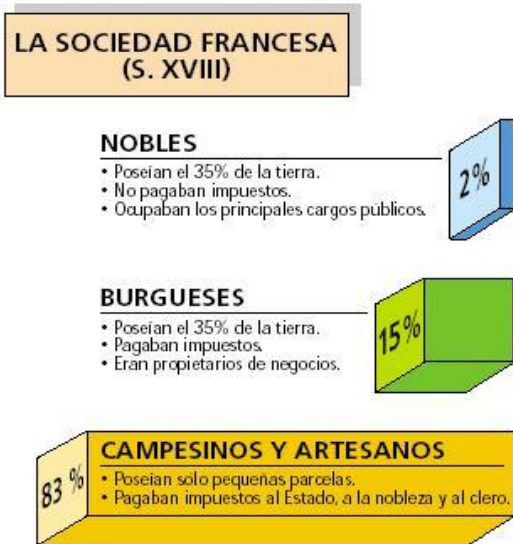 LA SOCIEDAD FRANCESA
(S. XVIII)
NOBLES
• Poseían el 35% de la tierra.
• No pagaban impuestos.
• Ocupaban los principales cargos públicos.
2%
BURGUESES
• Poseían el 35% de la tierra.
• Pagaban impuestos.
• Eran propietarios de negocios.
15%
83 %
CAMPESINOS Y ARTESANOS
• Poseían sólo pequeñas parcelas.
• Pagaban impuestos al Estado, a la nobleza y al clero.